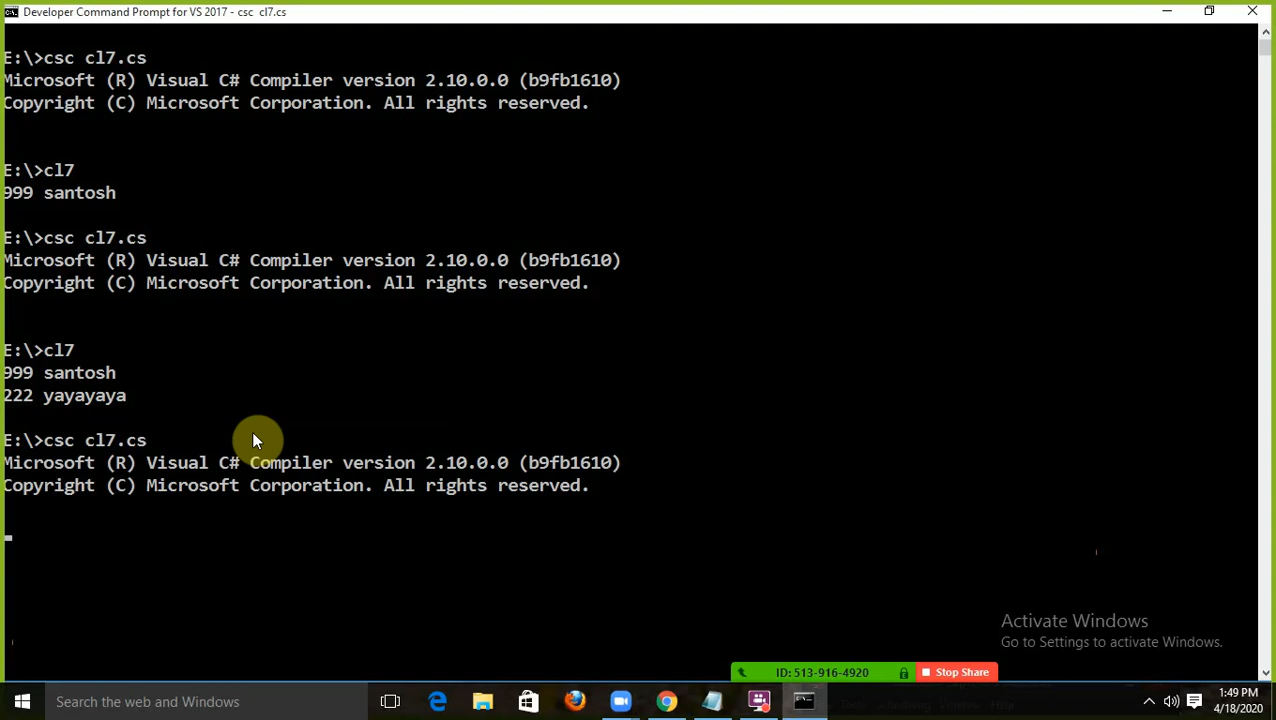 Developer Command Prompt for VS 2017 - csc cl7.cs
E:\>csc cl7.cs
Microsoft (R) Visual C# Compiler version 2.10.0.0 (b9fb1610)
Copyright (C) Microsoft Corporation. All rights reserved.
E:\>cl7
999 santosh
E:\>csc cl7.cs
Microsoft (R) Visual C# Compiler version 2.10.0.0 (b9fb1610)
Copyright (C) Microsoft Corporation. All rights reserved.
E:\>cl7
999 santosh
222 yayayaya
E:\>csc cl7.cs
Microsoft (R) Visual C# Compiler version 2.10.0.0 (b9fb1610)
Copyright (C) Microsoft Corporation. All rights reserved.
Activate Windows
Go to Settings to activate Windows.
ID: 513-916-4920
Stop Share
Search the web and Windows
1:49 PM
4/18/2020